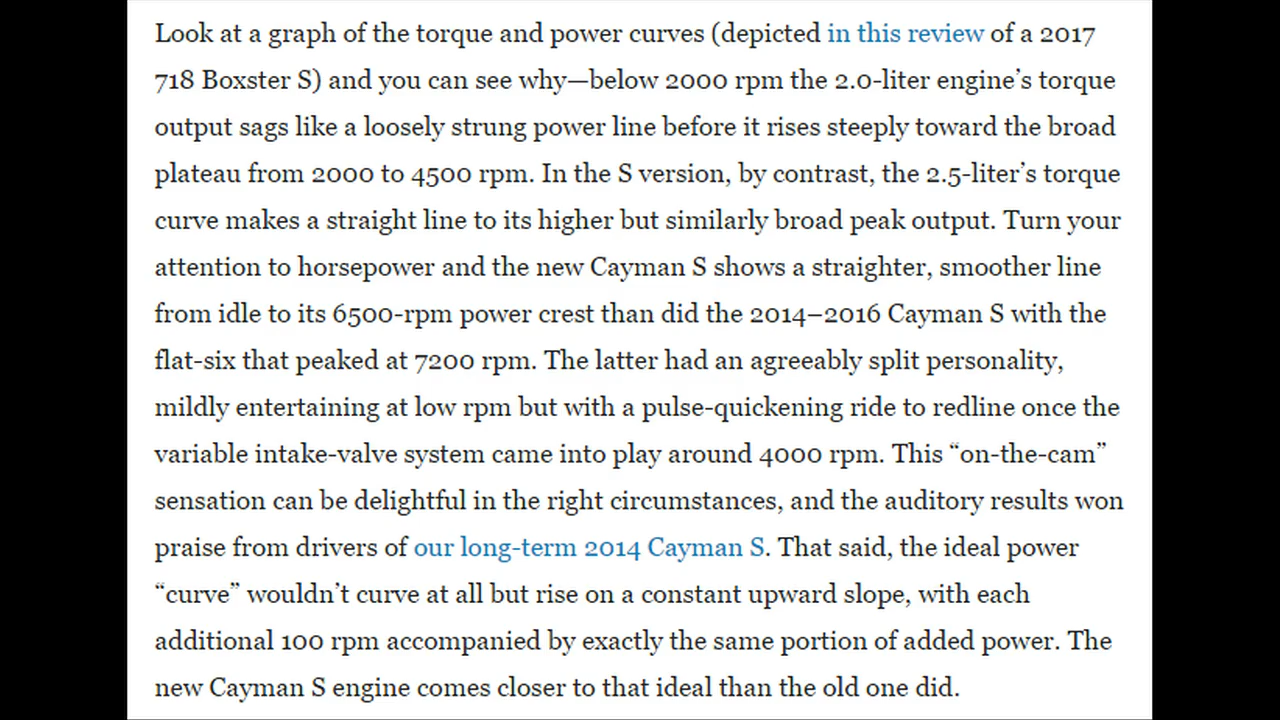 Look at a graph of the torque and power curves (depicted in this review of a 2017
718 Boxster S) and you can see why—below 2000 rpm the 2.0-liter engine’s torque
output sags like a loosely strung power line before it rises steeply toward the broad
plateau from 2000 to 4500 rpm. In the S version, by contrast, the 2.5-liter’s torque
curve makes a straight line to its higher but similarly broad peak output. Turn your
attention to horsepower and the new Cayman S shows a straighter, smoother line
from idle to its 6500-rpm power crest than did the 2014–2016 Cayman S with the
flat-six that peaked at 7200 rpm. The latter had an agreeably split personality,
mildly entertaining at low rpm but with a pulse-quickening ride to redline once the
variable intake-valve system came into play around 4000 rpm. This “on-the-cam”
sensation can be delightful in the right circumstances, and the auditory results won
praise from drivers of our long-term 2014 Cayman S. That said, the ideal power
“curve” wouldn’t curve at all but rise on a constant upward slope, with each
additional 100 rpm accompanied by exactly the same portion of added power. The
new Cayman S engine comes closer to that ideal than the old one did.